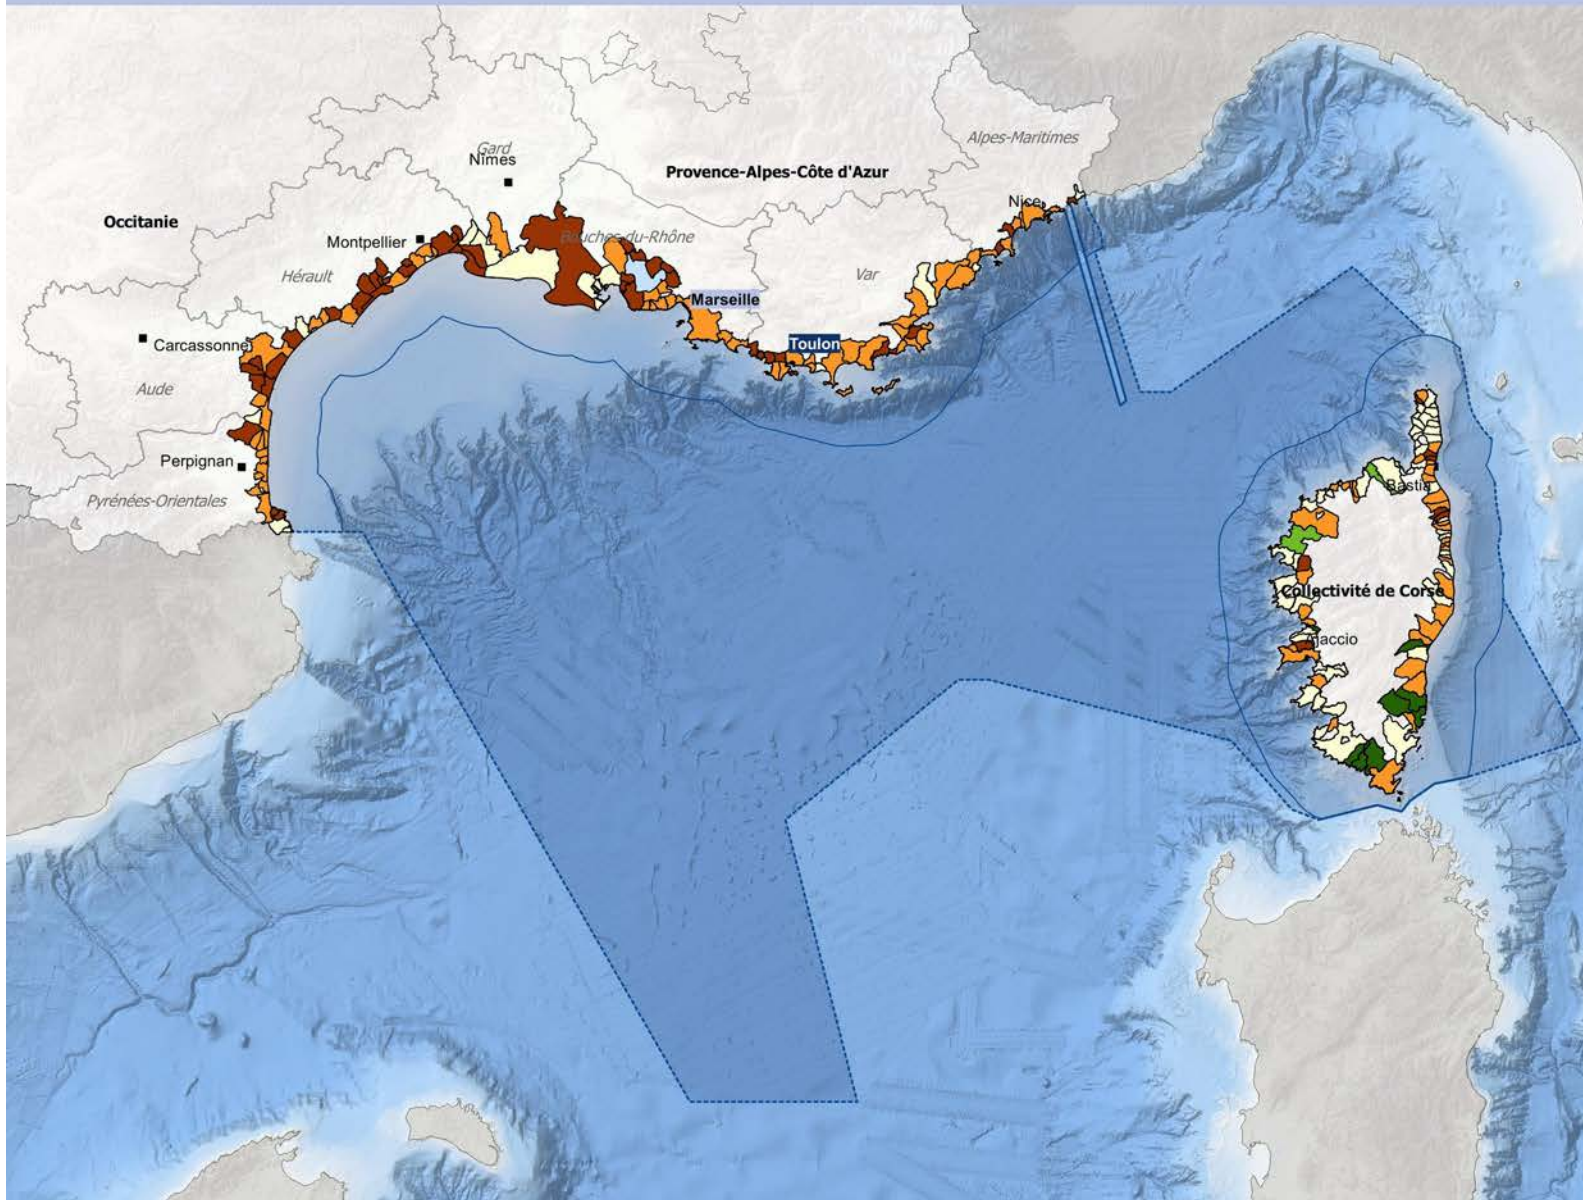 Alpes-Maritimes
Gard
Nîmes
Provence-Alpes-Côte d'Azur
Nice
Occitanie
Montpellier
Bouches-du-Rhône
Hérault
Var
Marseille
Carcassonne
Toulon
Aude
Perpignan
Pyrénées-Orientales
Bastia
Collectivité de Corse
Ajaccio